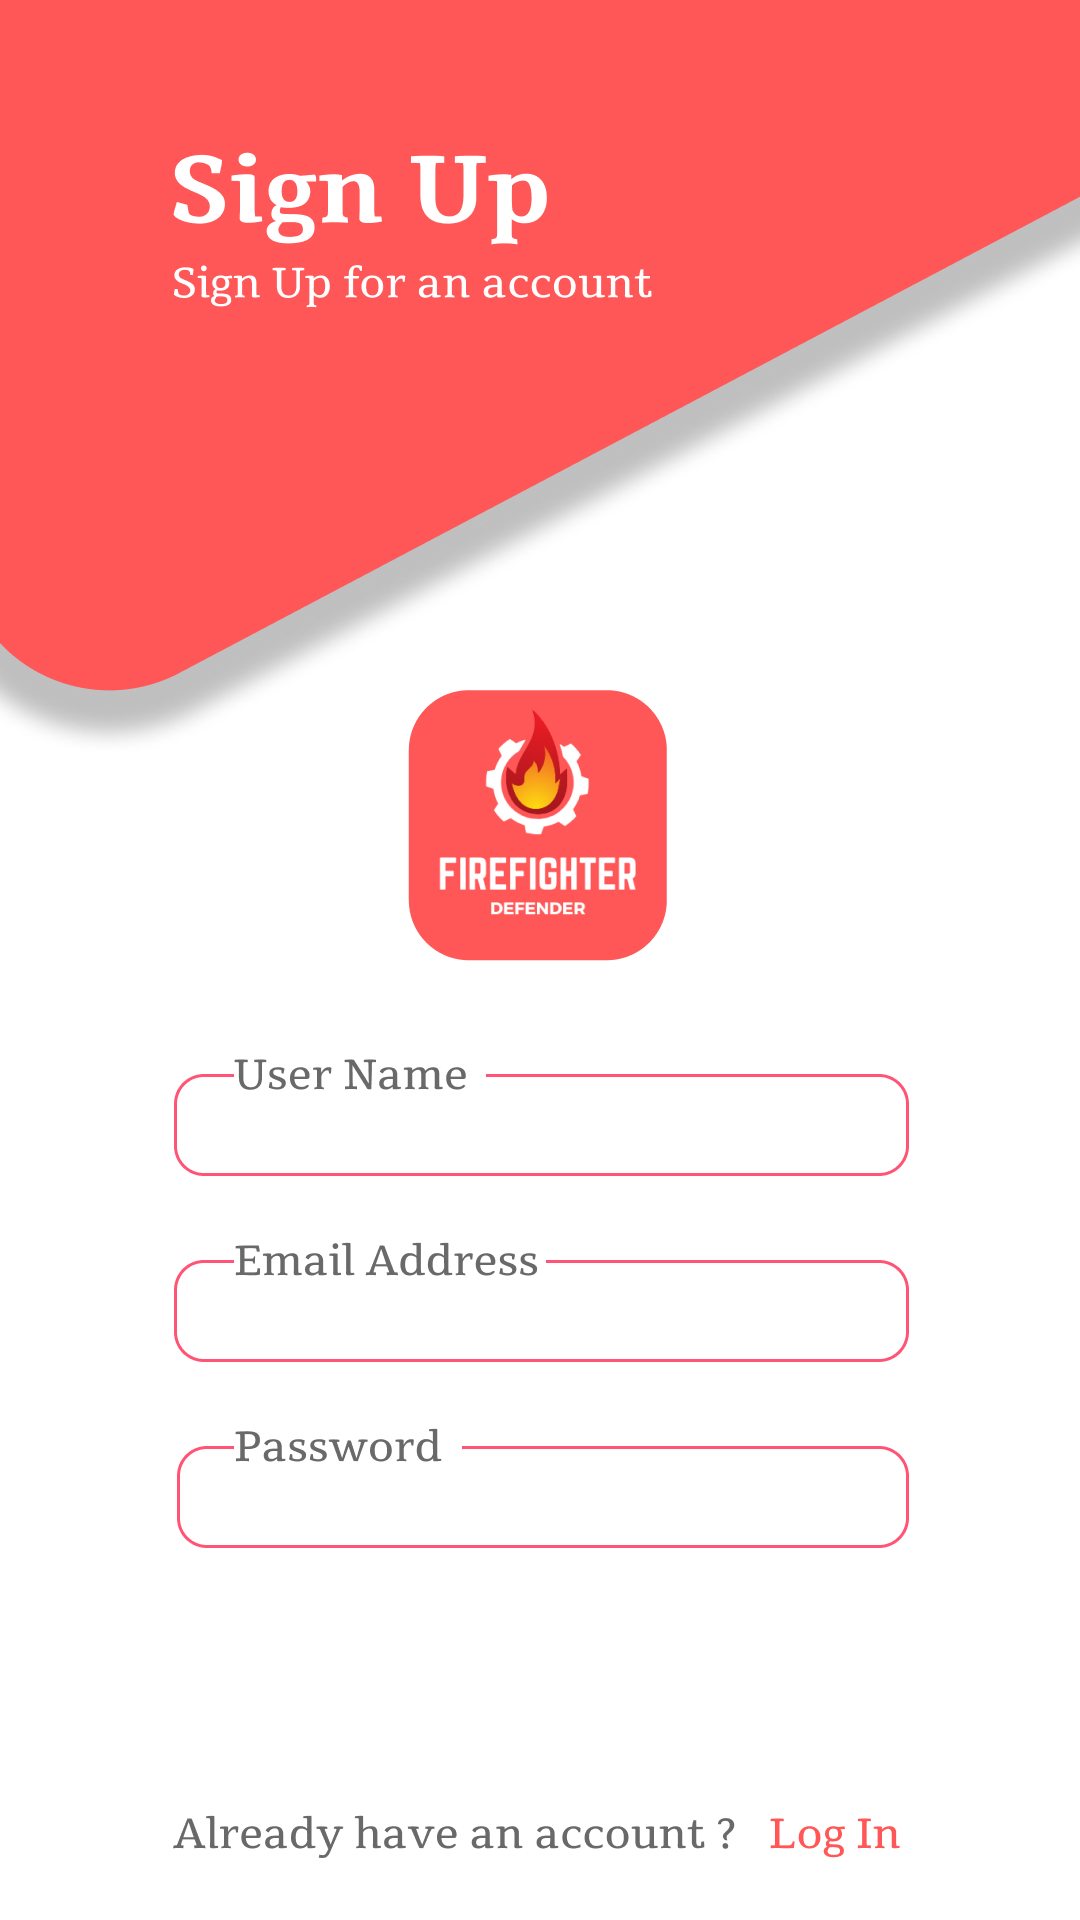 Sign Up
Sign Up for an account
FIREFIGHTER
DEFENDER
User Name
Email Address
Password
Already have an account ? Log In